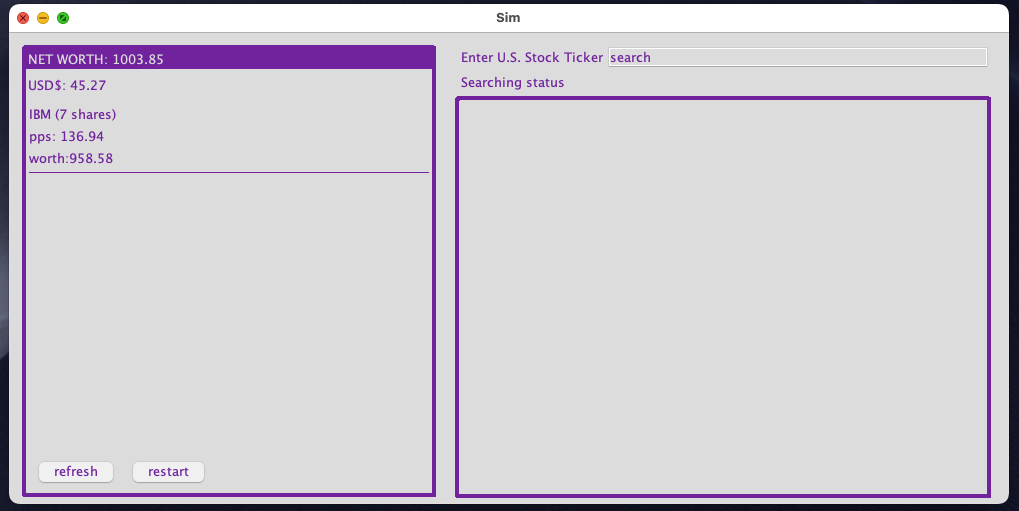 Sim
NET WORTH: 1003.85
USD$: 45.27
IBM (7 shares)
pps: 136.94
worth:958.58
refresh
restart
Enter U.S. Stock Ticker search
Searching status